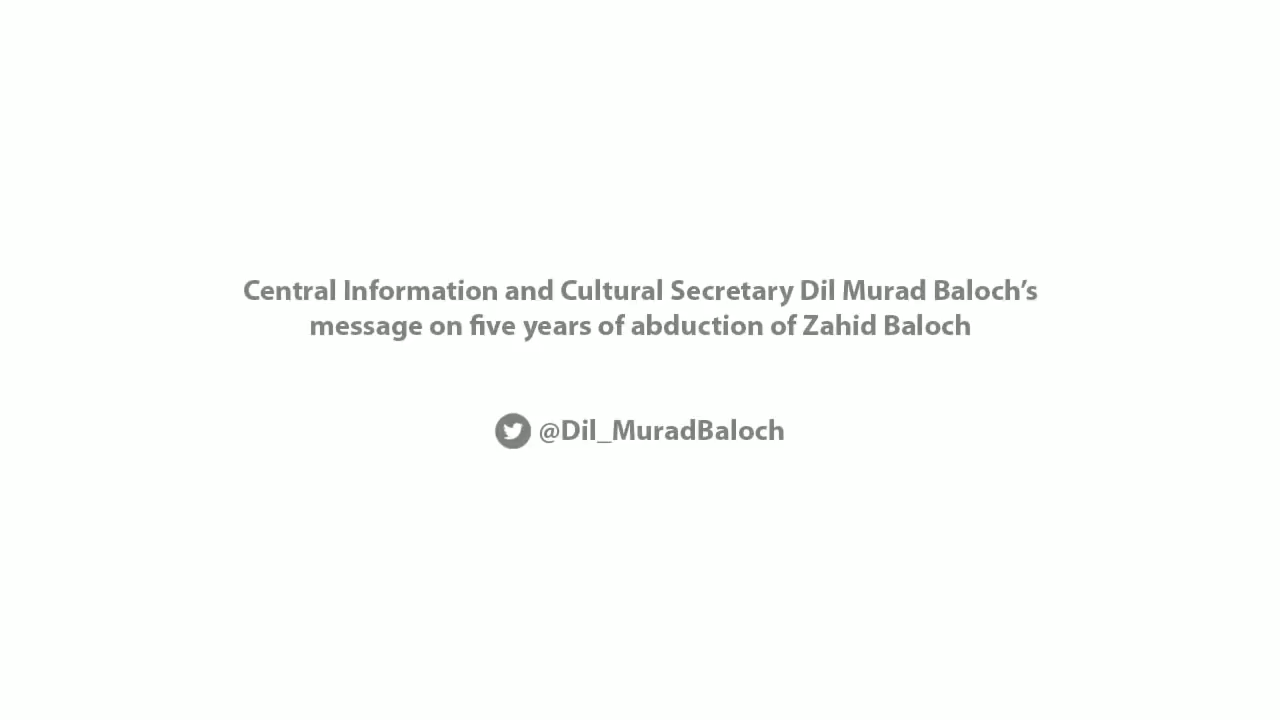 Central Information and Cultural Secretary Dil Murad Baloch’s
message on five years of abduction of Zahid Baloch
@Dil_MuradBaloch